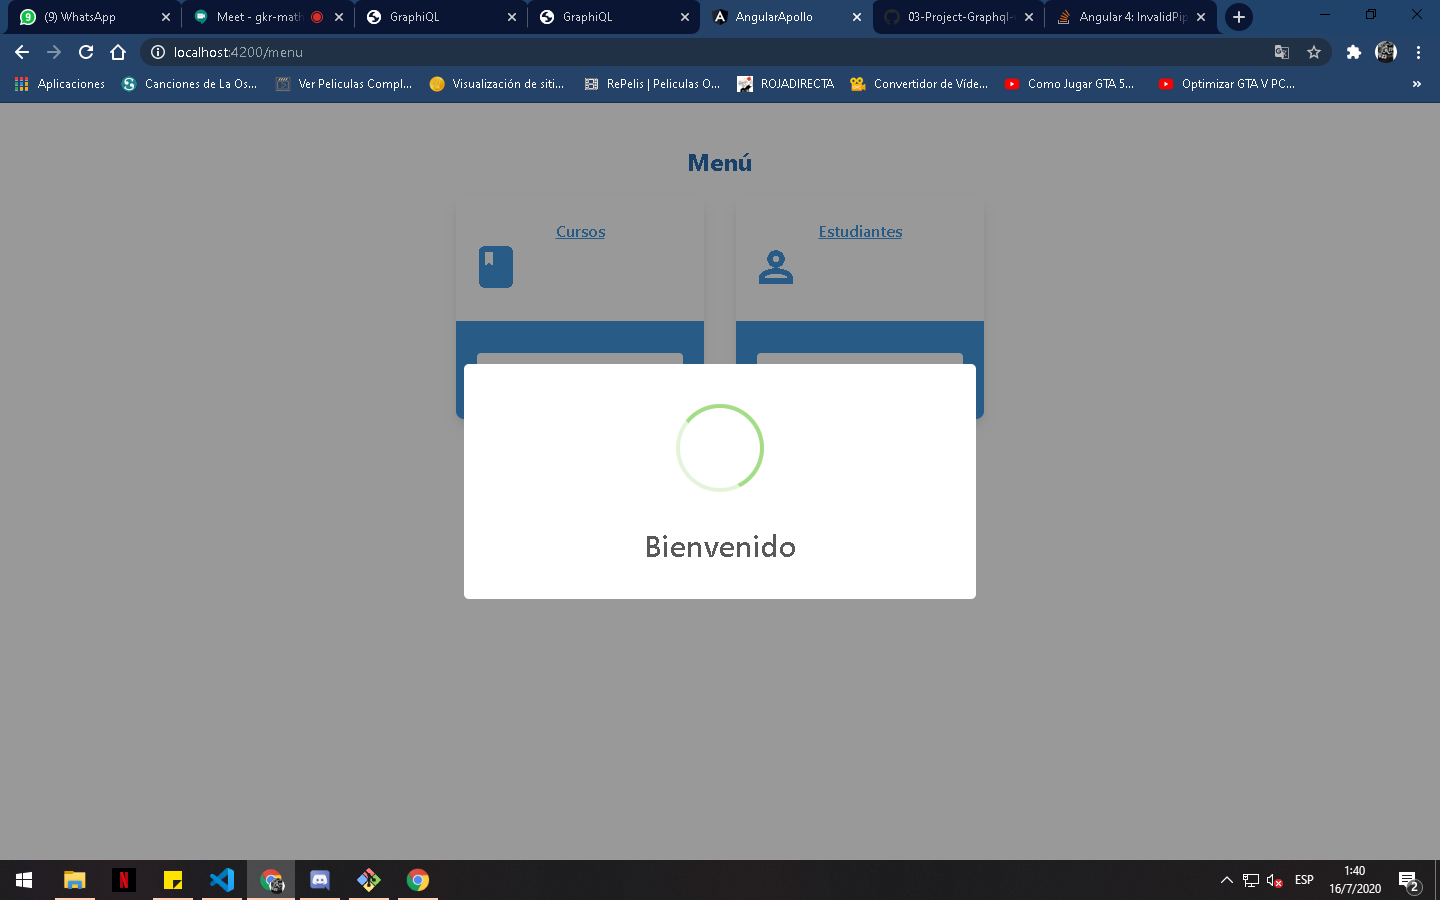 (9) WhatsApp
Meet - gkr-math
GraphiQL
GraphiQL
AngularApollo
03-Project-Graphql-
Angular 4: InvalidPip
localhost:4200/menu
Aplicaciones
Canciones de La Os...
Ver Peliculas Compl...
Visualización de siti...
RePelis | Peliculas O...
ROJADIRECTA
Convertidor de Víde...
Como Jugar GTA 5...
Optimizar GTA V PC...
»
Menú
Cursos
Estudiantes
Bienvenido
ESP
1:40
16/7/2020
2